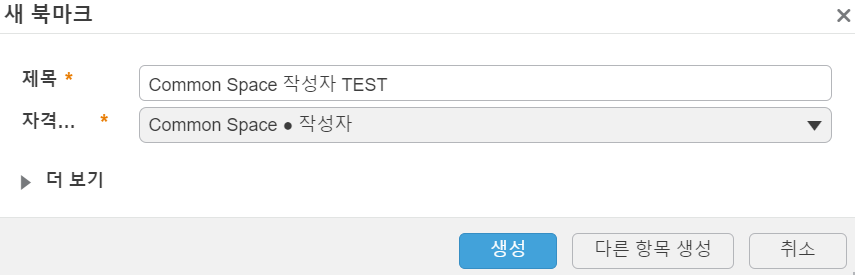 새 북마크
제목 *
Common Space 작성자 TEST
자격... *
Common Space ● 작성자
더 보기
생성
다른 항목 생성
취소